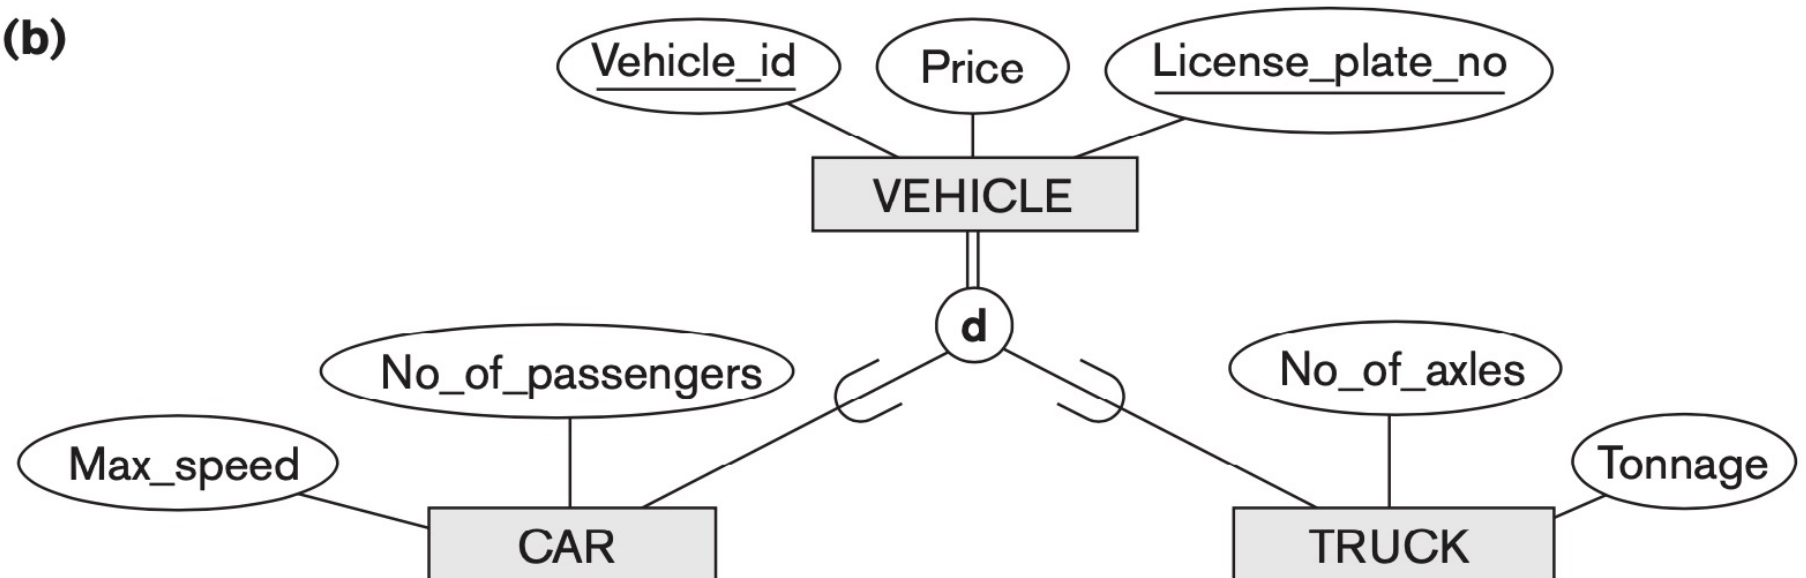 (b)
Vehicle_id
Price
License_plate_no
VEHICLE
d
No_of_passengers
No_of_axles
Max_speed
Tonnage
CAR
TRUCK